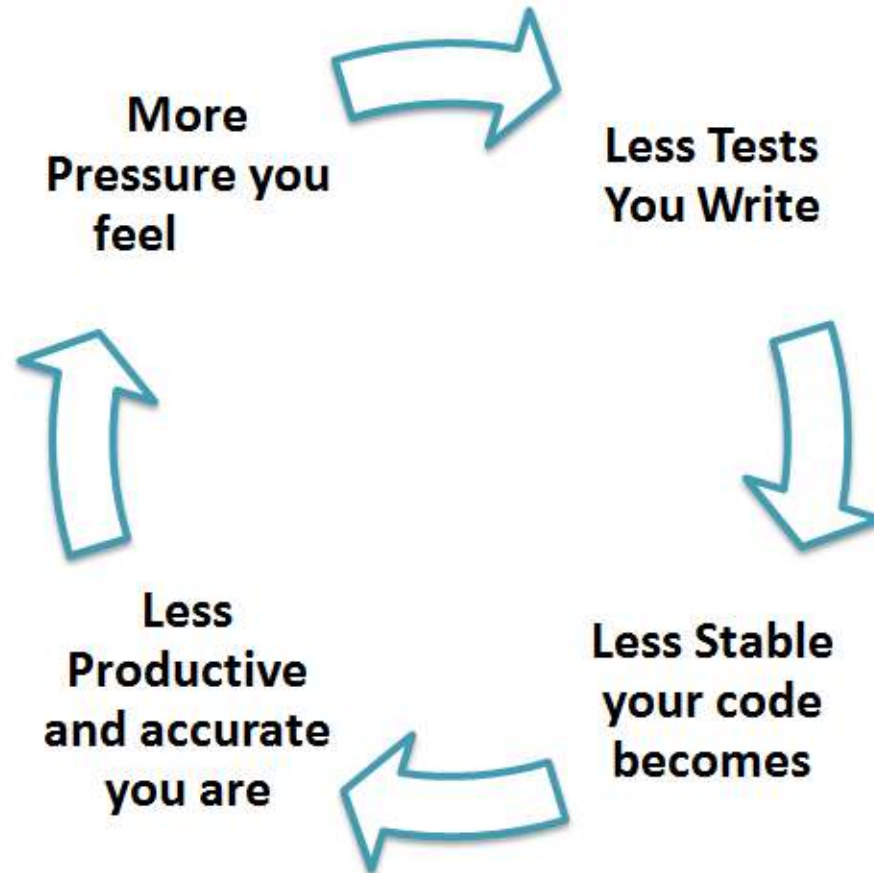 More
Pressure you
feel
Less Tests
You Write
Less Stable
your code
becomes
Less
Productive
and accurate
you are